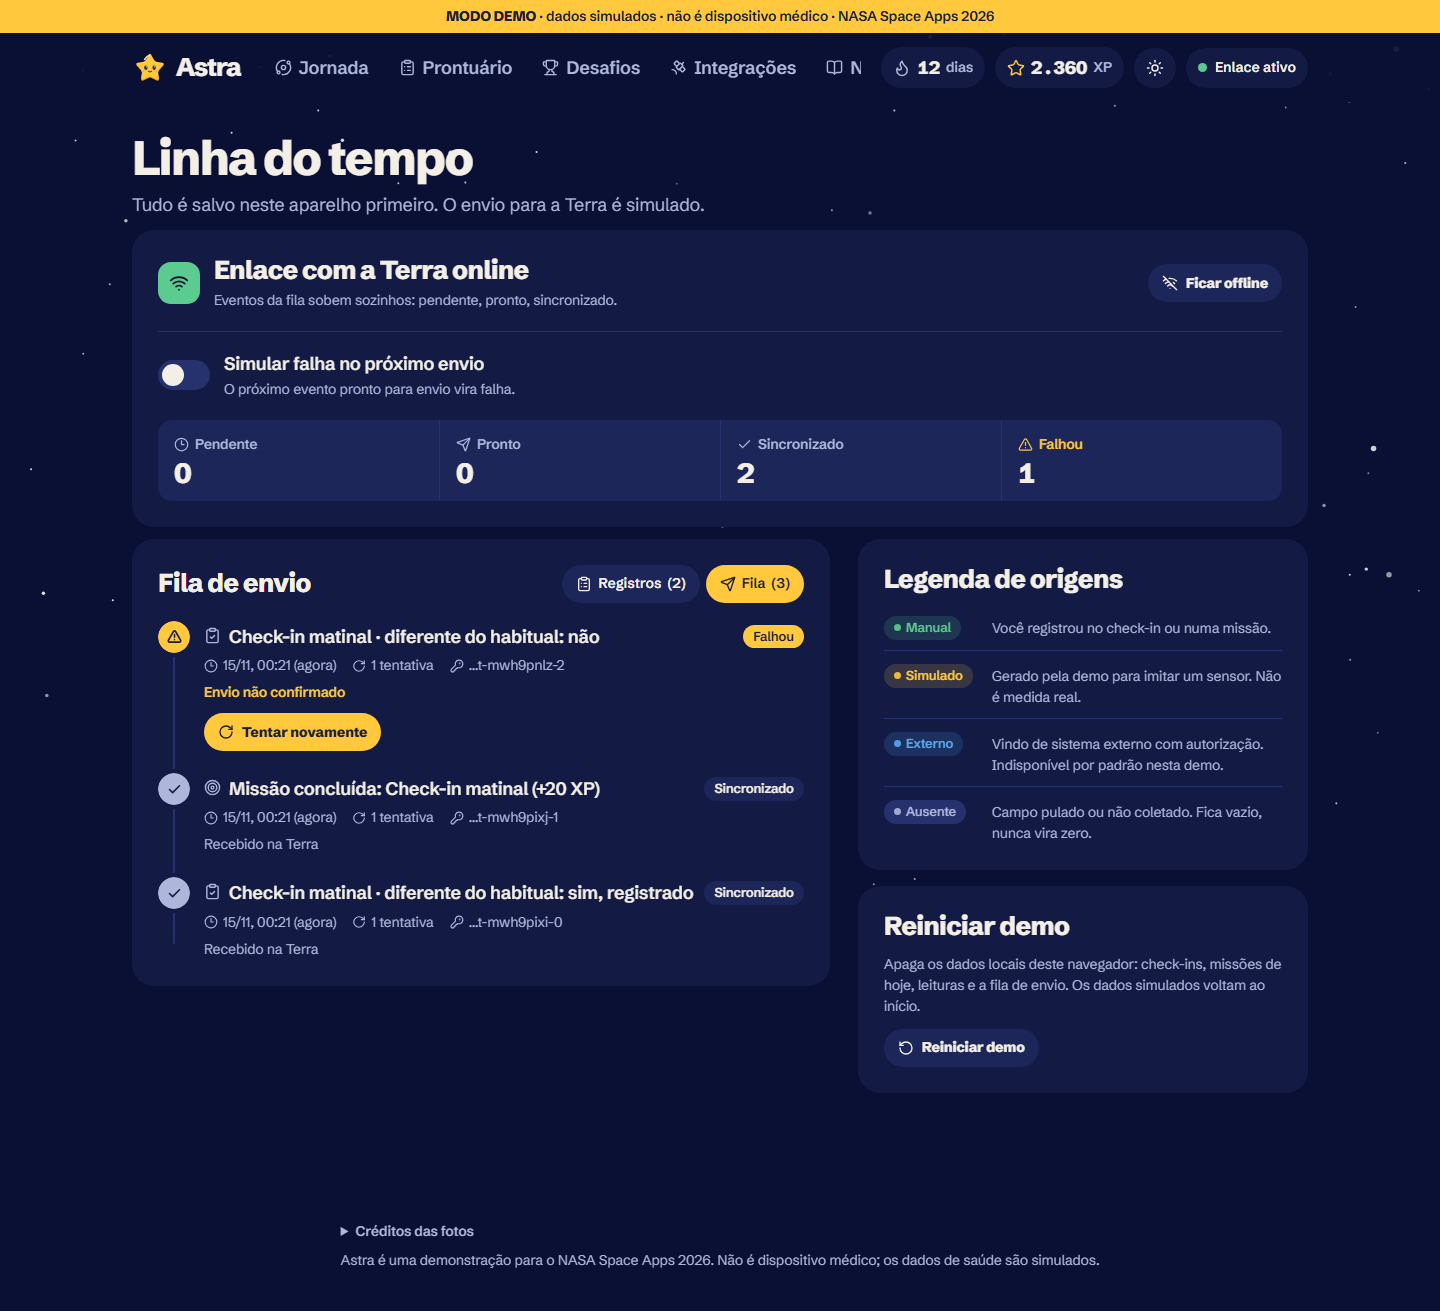 MODO DEMO · dados simulados · não é dispositivo médico · NASA Space Apps 2026
Astra
Jornada
Prontuário
Desafios
Integrações
N
12 dias
2.360 XP
Enlace ativo
Linha do tempo
Tudo é salvo neste aparelho primeiro. O envio para a Terra é simulado.
Enlace com a Terra online
Eventos da fila sobem sozinhos: pendente, pronto, sincronizado.
Ficar offline
Simular falha no próximo envio
O próximo evento pronto para envio vira falha.
Pendente
0
Pronto
0
Sincronizado
2
Falhou
1
Fila de envio
Registros (2)
Fila (3)
Check-in matinal · diferente do habitual: não
Falhou
15/11, 00:21 (agora)
1 tentativa
...t-mwh9pnlz-2
Envio não confirmado
Tentar novamente
Missão concluída: Check-in matinal (+20 XP)
Sincronizado
15/11, 00:21 (agora)
1 tentativa
...t-mwh9pixj-1
Recebido na Terra
Check-in matinal · diferente do habitual: sim, registrado
Sincronizado
15/11, 00:21 (agora)
1 tentativa
...t-mwh9pixi-0
Recebido na Terra
Legenda de origens
Manual
Você registrou no check-in ou numa missão.
Simulado
Gerado pela demo para imitar um sensor. Não
é medida real.
Externo
Vindo de sistema externo com autorização.
Indisponível por padrão nesta demo.
Ausente
Campo pulado ou não coletado. Fica vazio,
nunca vira zero.
Reiniciar demo
Apaga os dados locais deste navegador: check-ins, missões de
hoje, leituras e a fila de envio. Os dados simulados voltam ao
início.
Reiniciar demo
Créditos das fotos
Astra é uma demonstração para o NASA Space Apps 2026. Não é dispositivo médico; os dados de saúde são simulados.